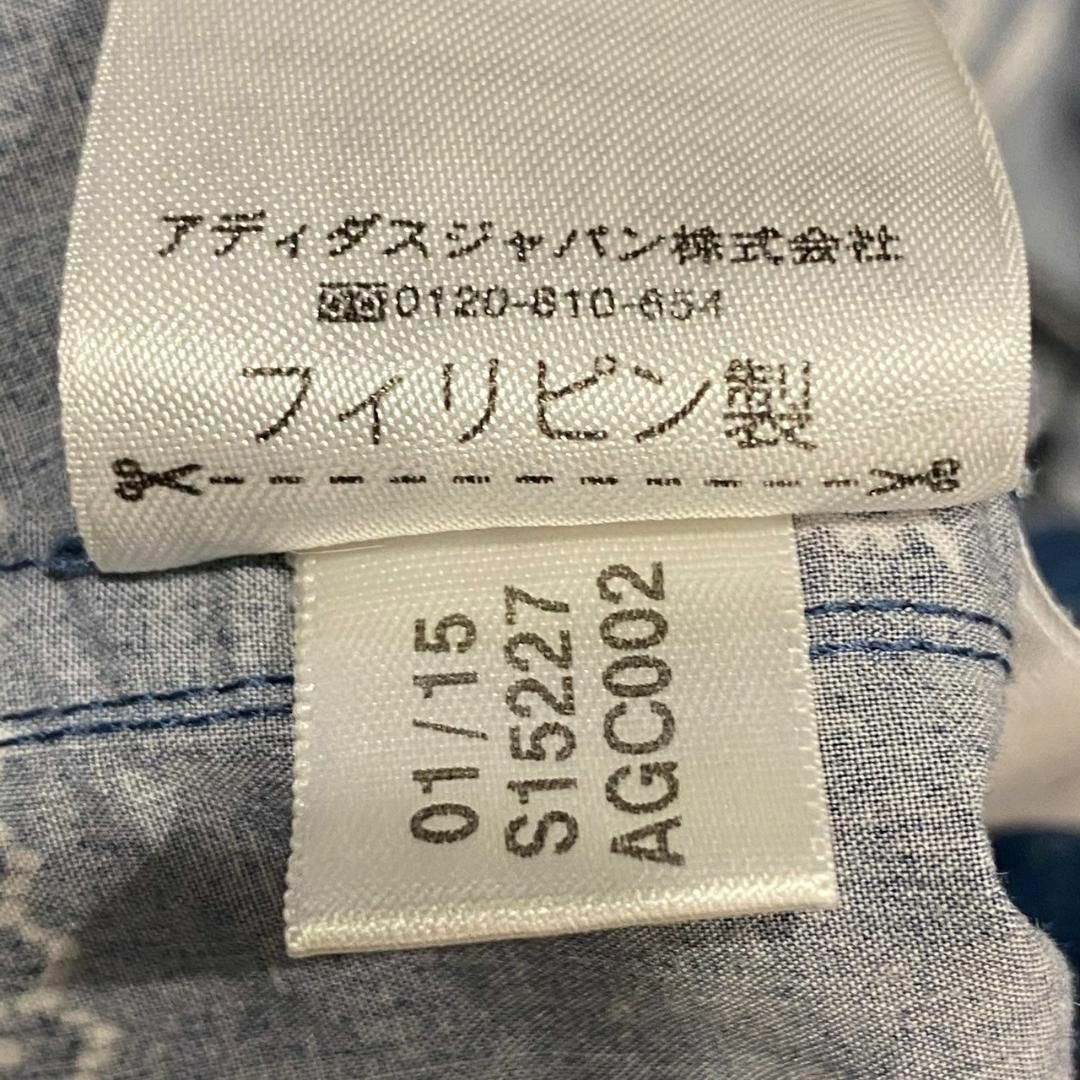 アディダスジャパン株式会社
0120-810-654
フィリピン製
01/15
S15227
AGC002